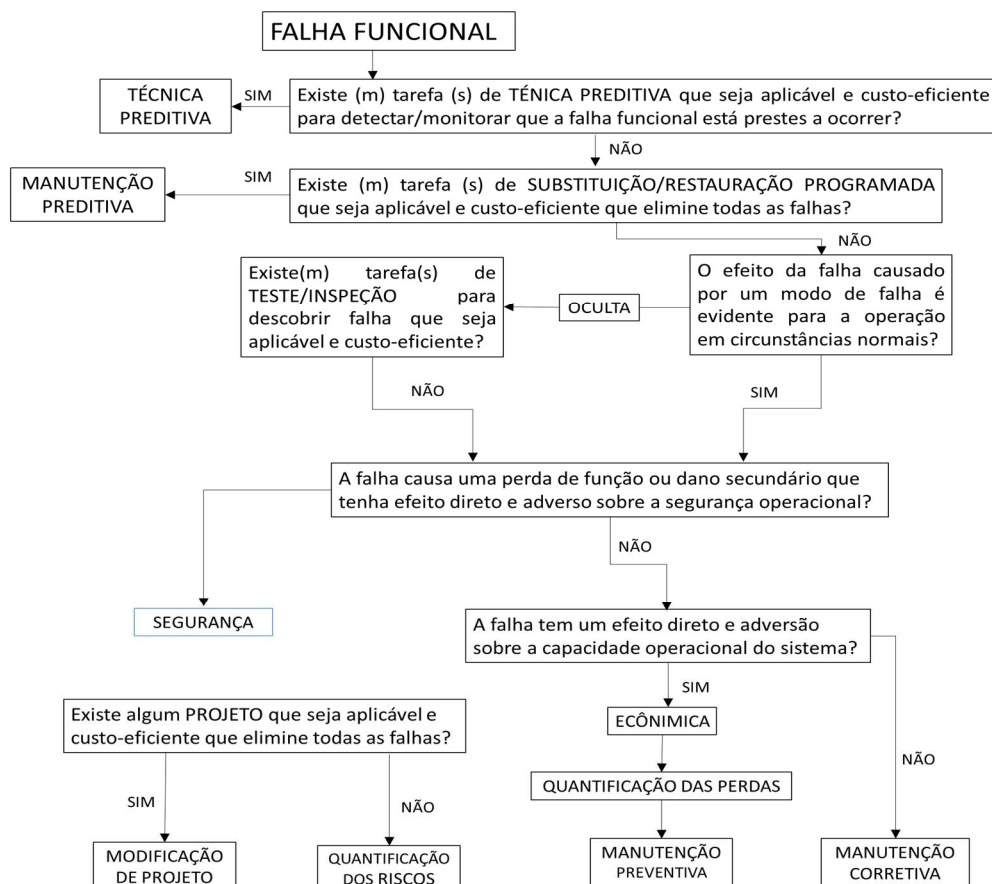 FALHA FUNCIONAL
TÉCNICA
PREDITIVA
SIM
Existe (m) tarefa (s) de TÉNICA PREDITIVA que seja aplicável e custo-eficiente
para detectar/monitorar que a falha funcional está prestes a ocorrer?
NÃO
MANUTENÇÃO
PREDITIVA
SIM
Existe (m) tarefa (s) de SUBSTITUIÇÃO/RESTAURAÇÃO PROGRAMADA
que seja aplicável e custo-eficiente que elimine todas as falhas?
NÃO
Existe(m) tarefa(s) de
TESTE/INSPEÇÃO para
descobrir falha que seja
aplicável e custo-eficiente?
OCULTA
O efeito da falha causado
por um modo de falha é
evidente para a operação
em circunstâncias normais?
NÃO
SIM
A falha causa uma perda de função ou dano secundário que
tenha efeito direto e adverso sobre a segurança operacional?
NÃO
SEGURANÇA
A falha tem um efeito direto e adversão
sobre a capacidade operacional do sistema?
SIM
ECÔNIMICA
NÃO
Existe algum PROJETO que seja aplicável e
custo-eficiente que elimine todas as falhas?
QUANTIFICAÇÃO DAS PERDAS
SIM
NÃO
MODIFICAÇÃO
DE PROJETO
QUANTIFICAÇÃO
DOS RISCOS
MANUTENÇÃO
PREVENTIVA
MANUTENÇÃO
CORRETIVA